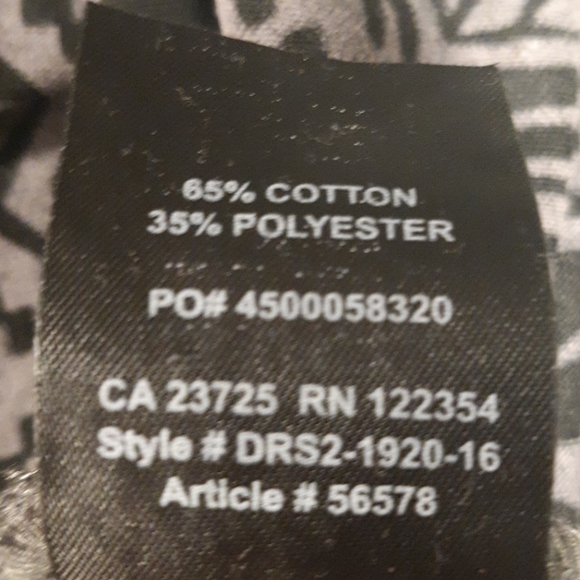 65% COTTON
35% POLYESTER
PO# 4500058320
CA 23725 RN 122354
Style # DRS2-1920-16
Article # 56578